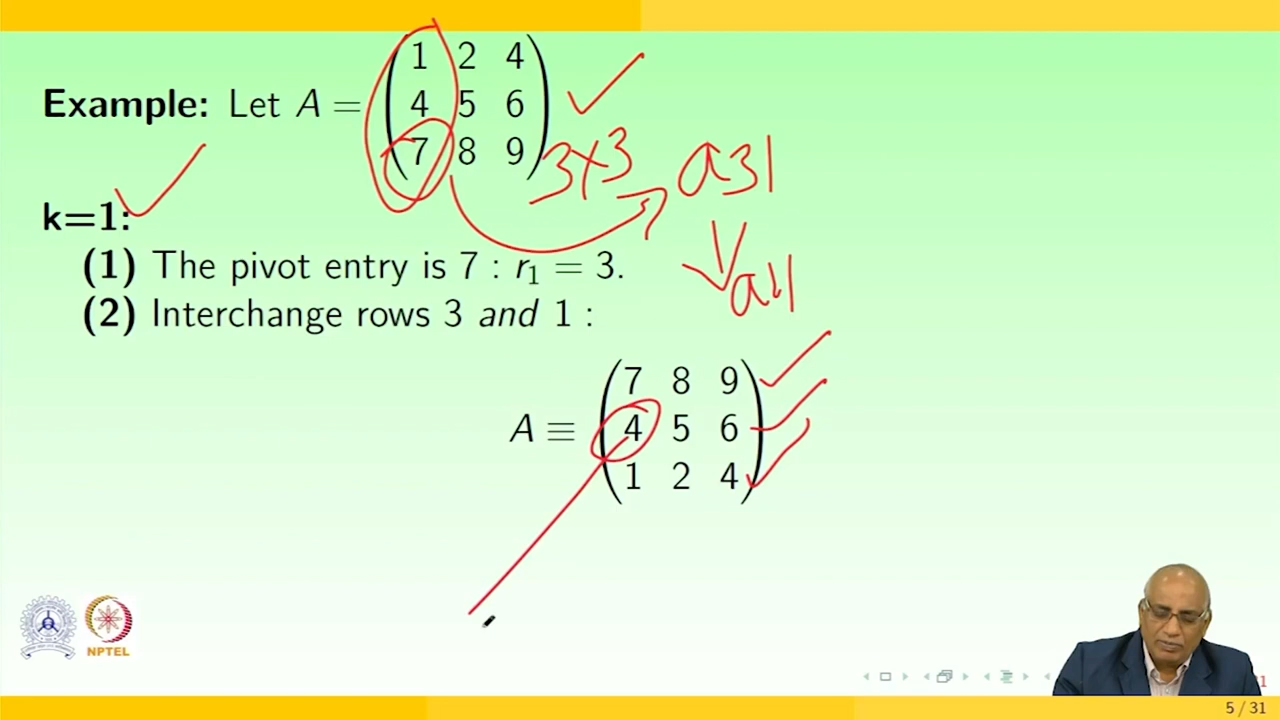 Example: Let A = ( 1 2 4
4 5 6
7 8 9 )
3×3
a31
a11
k=1:
(1) The pivot entry is 7 : r₁ = 3.
(2) Interchange rows 3 and 1 :
A ≡ ( 7 8 9
4 5 6
1 2 4 )
NPTEL
5 / 31